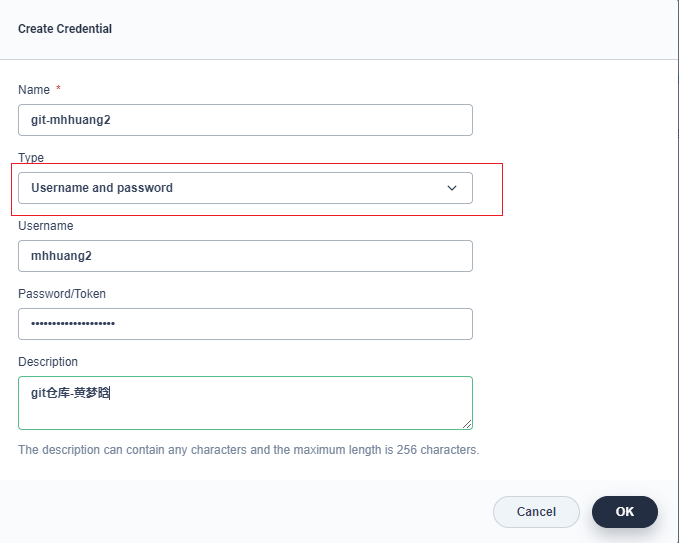 Create Credential
Name *
git-mhhuang2
Type
Username and password
Username
mhhuang2
Password/Token
••••••••••••••••••••
Description
git仓库-黄梦晗
The description can contain any characters and the maximum length is 256 characters.
Cancel
OK